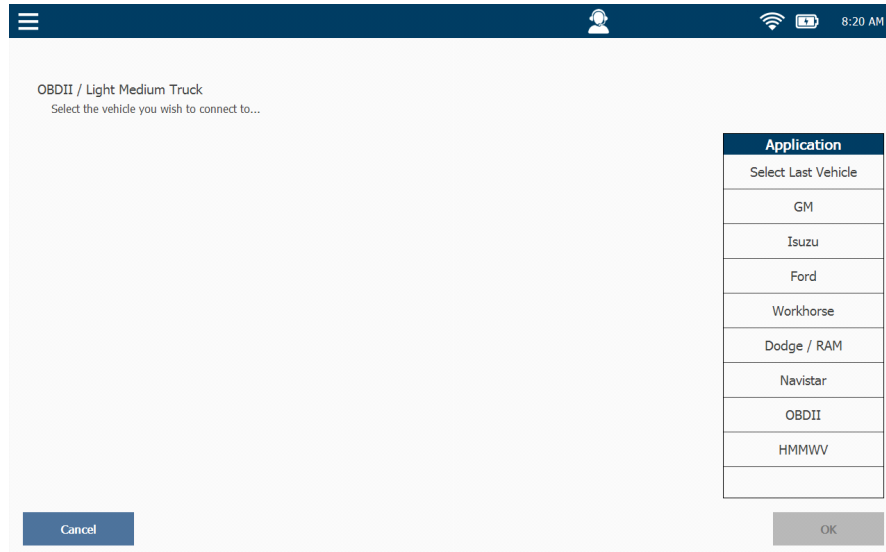 8:20 AM
OBDII / Light Medium Truck
Select the vehicle you wish to connect to...
Application
Select Last Vehicle
GM
Isuzu
Ford
Workhorse
Dodge / RAM
Navistar
OBDII
HMMWV
Cancel
OK